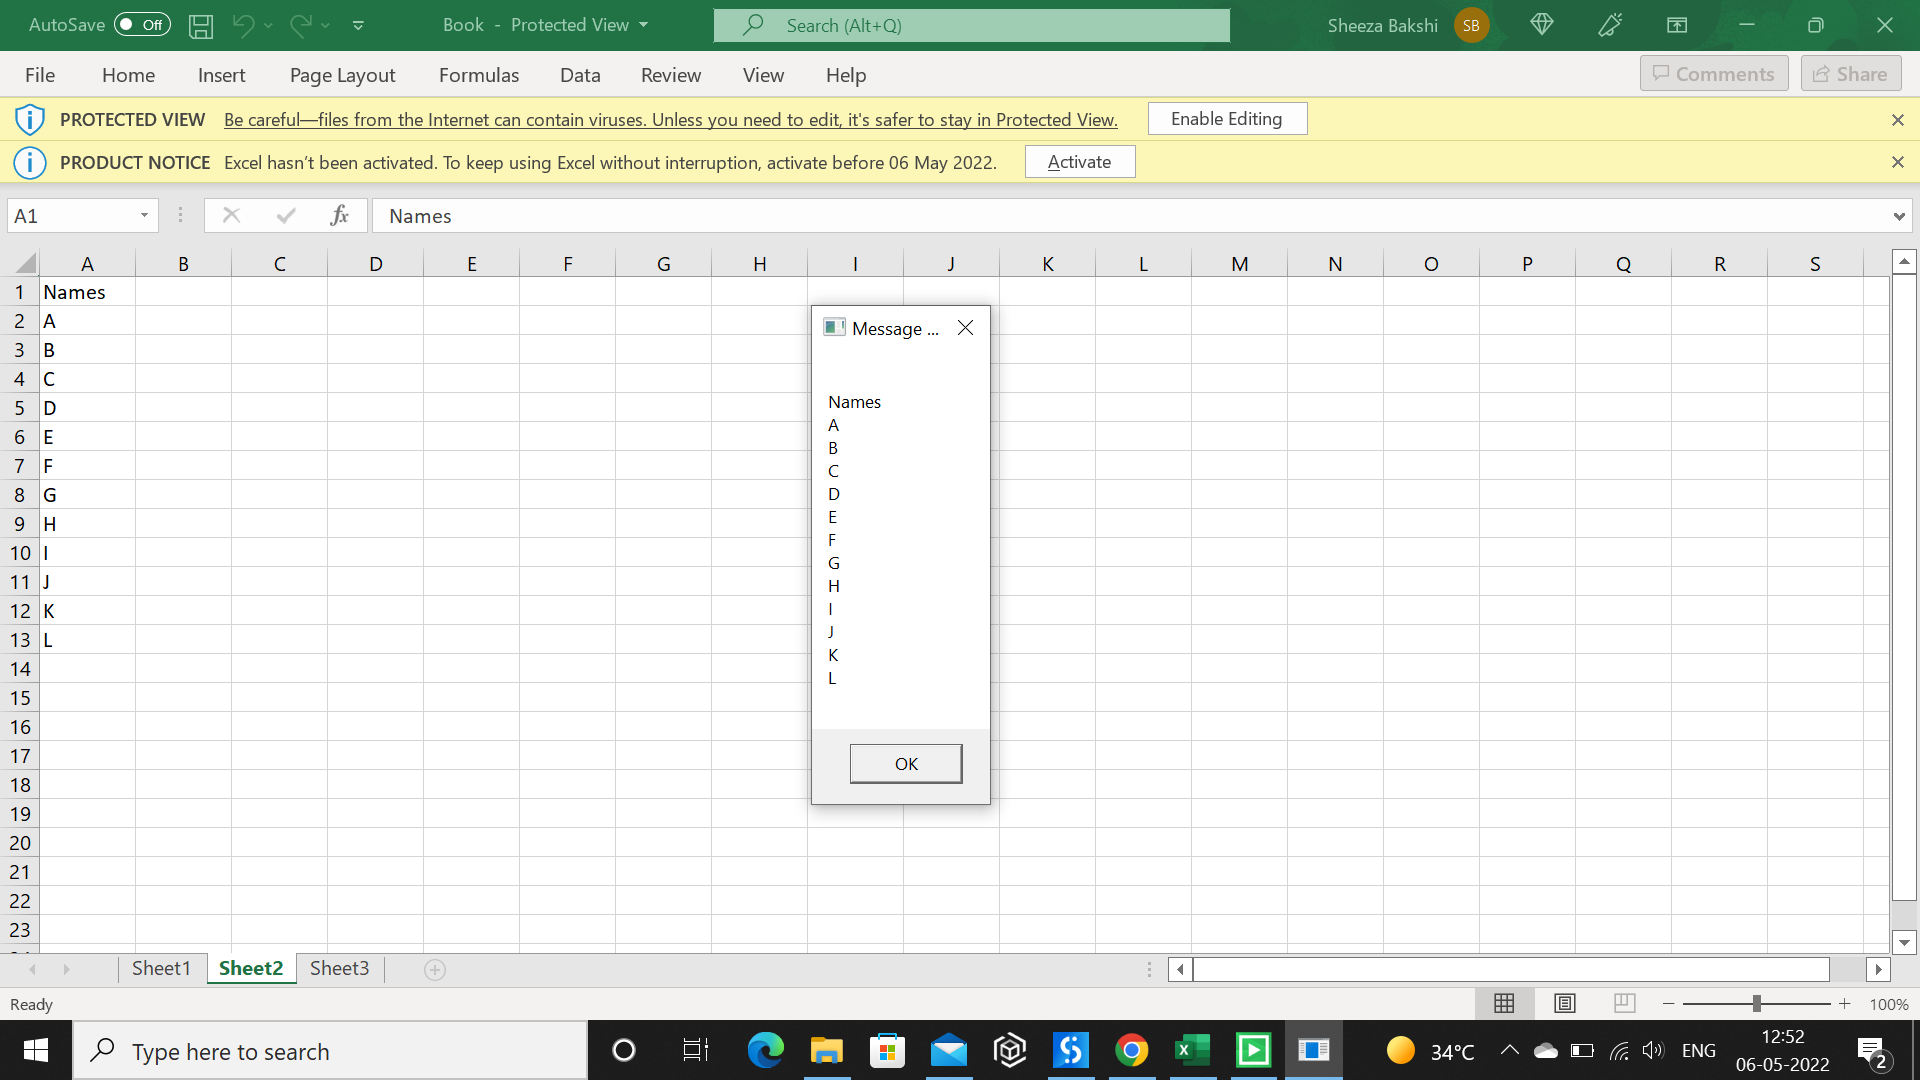 AutoSave Off Book - Protected View Search (Alt+Q) Sheeza Bakshi SB
File Home Insert Page Layout Formulas Data Review View Help Comments Share
PROTECTED VIEW Be careful—files from the Internet can contain viruses. Unless you need to edit, it's safer to stay in Protected View. Enable Editing
PRODUCT NOTICE Excel hasn't been activated. To keep using Excel without interruption, activate before 06 May 2022. Activate
A1 fx Names
A B C D E F G H I J K L M N O P Q R S
1 Names
2 A
3 B
4 C
5 D
6 E
7 F
8 G
9 H
10 I
11 J
12 K
13 L
14
15
16
17
18
19
20
21
22
23
Message ...
Names
A
B
C
D
E
F
G
H
I
J
K
L
OK
Sheet1 Sheet2 Sheet3
Ready 100%
Type here to search 34°C ENG 12:52
06-05-2022 2